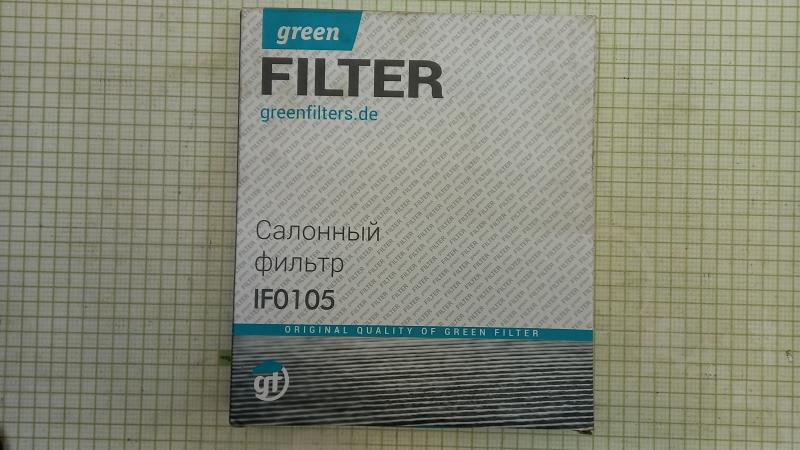 green
FILTER
greenfilters.de
Салонный
фильтр
IF0105
ORIGINAL QUALITY OF GREEN FILTER
gf